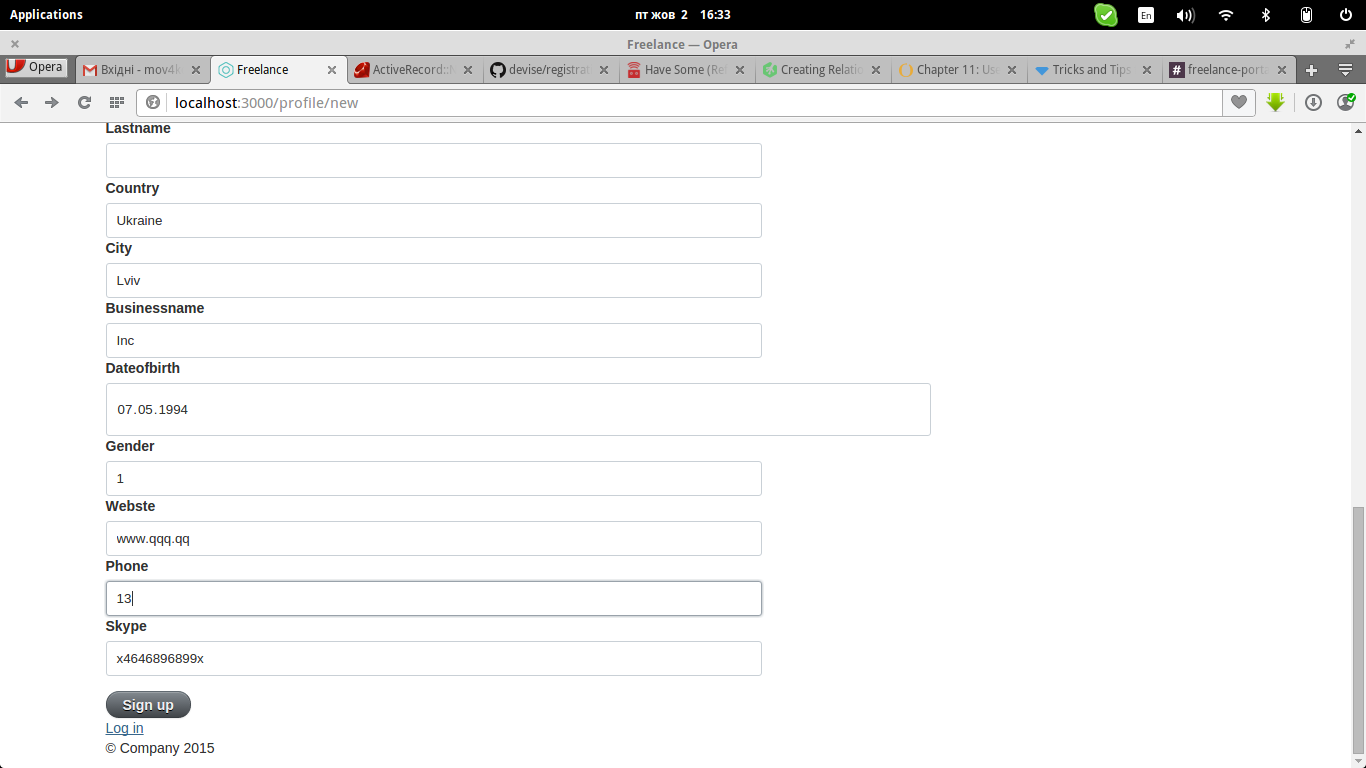 Applications
пт жов 2 16:33
En
Freelance — Opera
Opera
Вхідні - mov4
Freelance
ActiveRecord::
devise/registrat
Have Some (Re
Creating Relatio
Chapter 11: Use
Tricks and Tips
# freelance-porta
localhost:3000/profile/new
Lastname
Country
Ukraine
City
Lviv
Businessname
Inc
Dateofbirth
07.05.1994
Gender
1
Webste
www.qqq.qq
Phone
13
Skype
x4646896899x
Sign up
Log in
© Company 2015